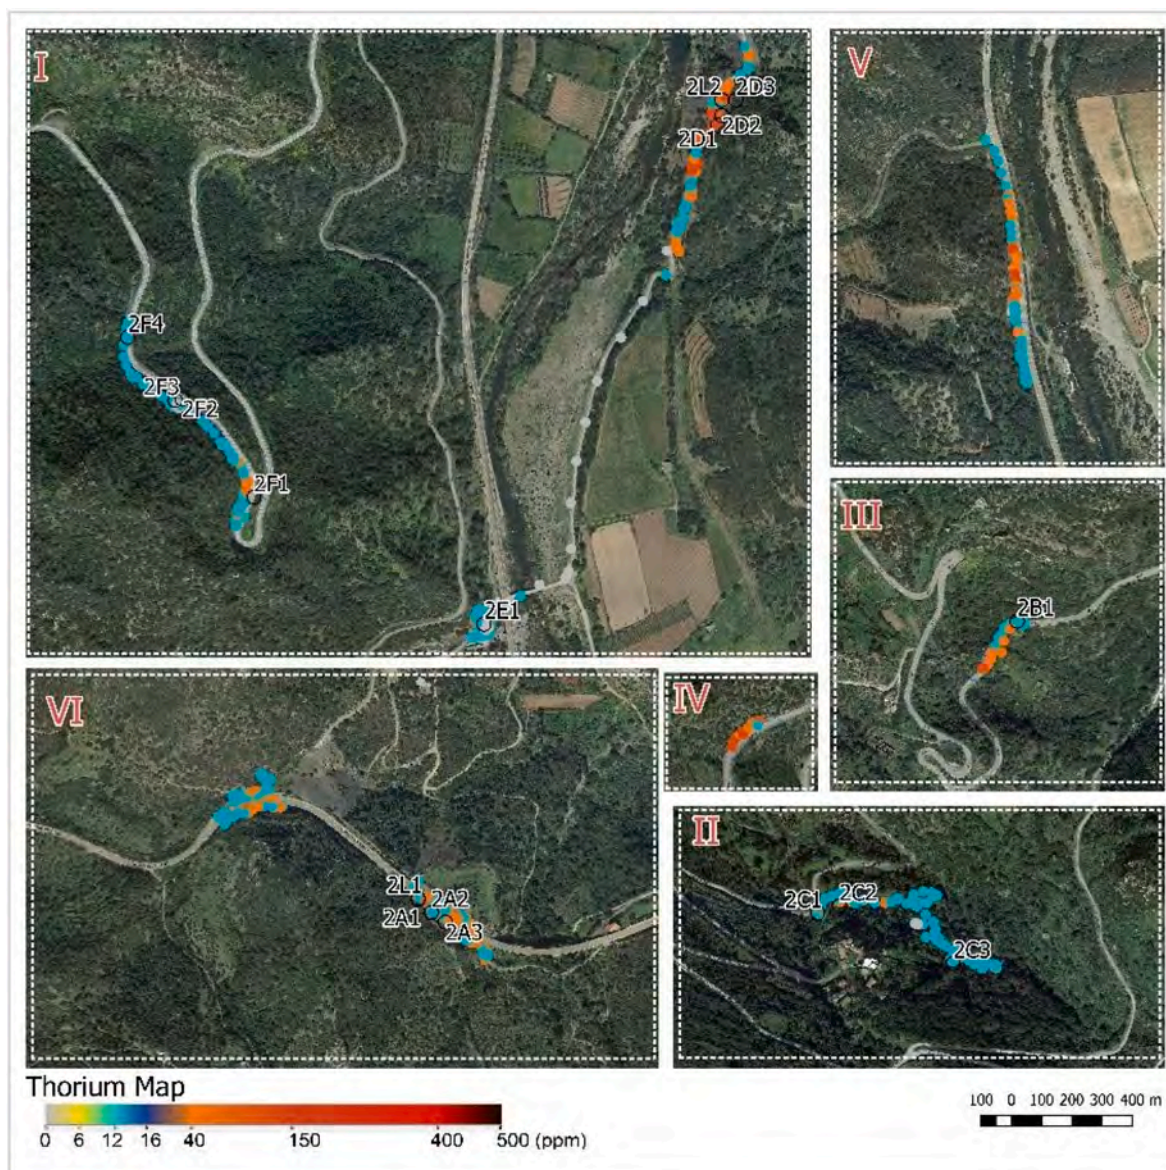 I
2L2 2D3
2D1 2D2
2F4
2F3
2F2
2F1
2E1
V
III
2B1
VI
2L1
2A2
2A1
2A3
IV
II
2C1 2C2
2C3
Thorium Map
0 6 12 16 40 150 400 500 (ppm)
100 0 100 200 300 400 m